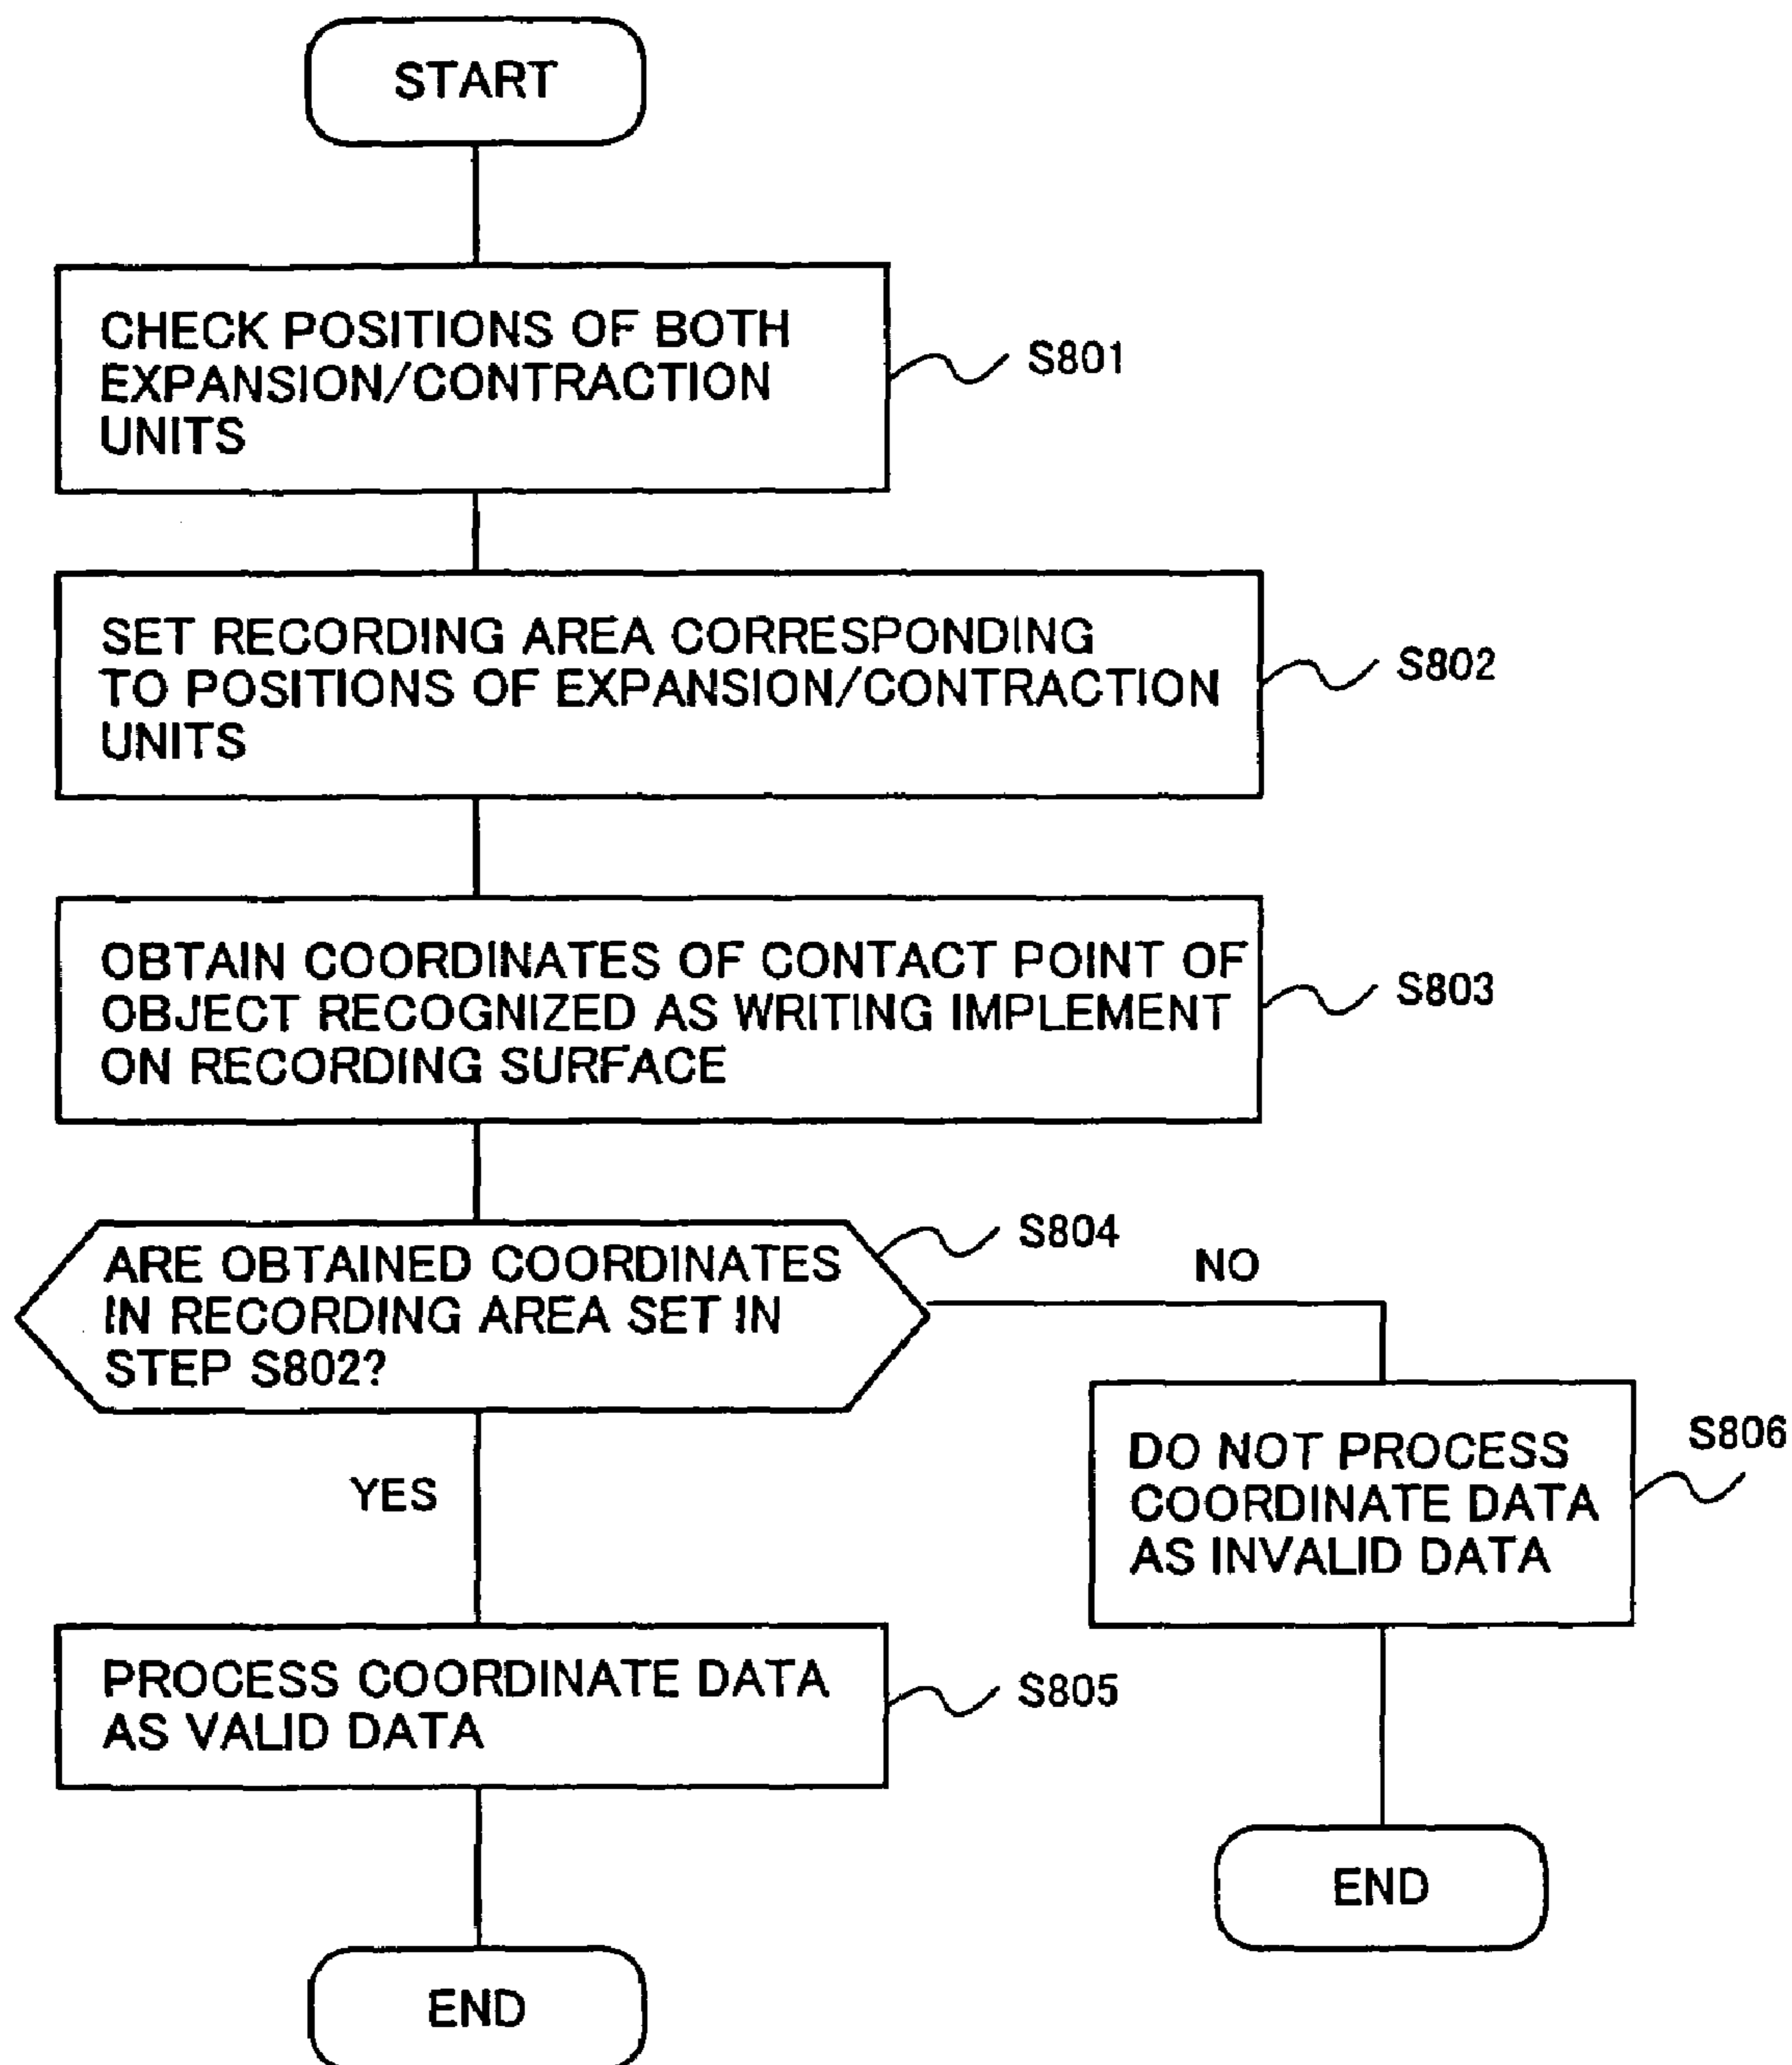 START
CHECK POSITIONS OF BOTH
EXPANSION/CONTRACTION
UNITS
S801
SET RECORDING AREA CORRESPONDING
TO POSITIONS OF EXPANSION/CONTRACTION
UNITS
S802
OBTAIN COORDINATES OF CONTACT POINT OF
OBJECT RECOGNIZED AS WRITING IMPLEMENT
ON RECORDING SURFACE
S803
ARE OBTAINED COORDINATES
IN RECORDING AREA SET IN
STEP S802?
S804
NO
YES
DO NOT PROCESS
COORDINATE DATA
AS INVALID DATA
S806
PROCESS COORDINATE DATA
AS VALID DATA
S805
END
END